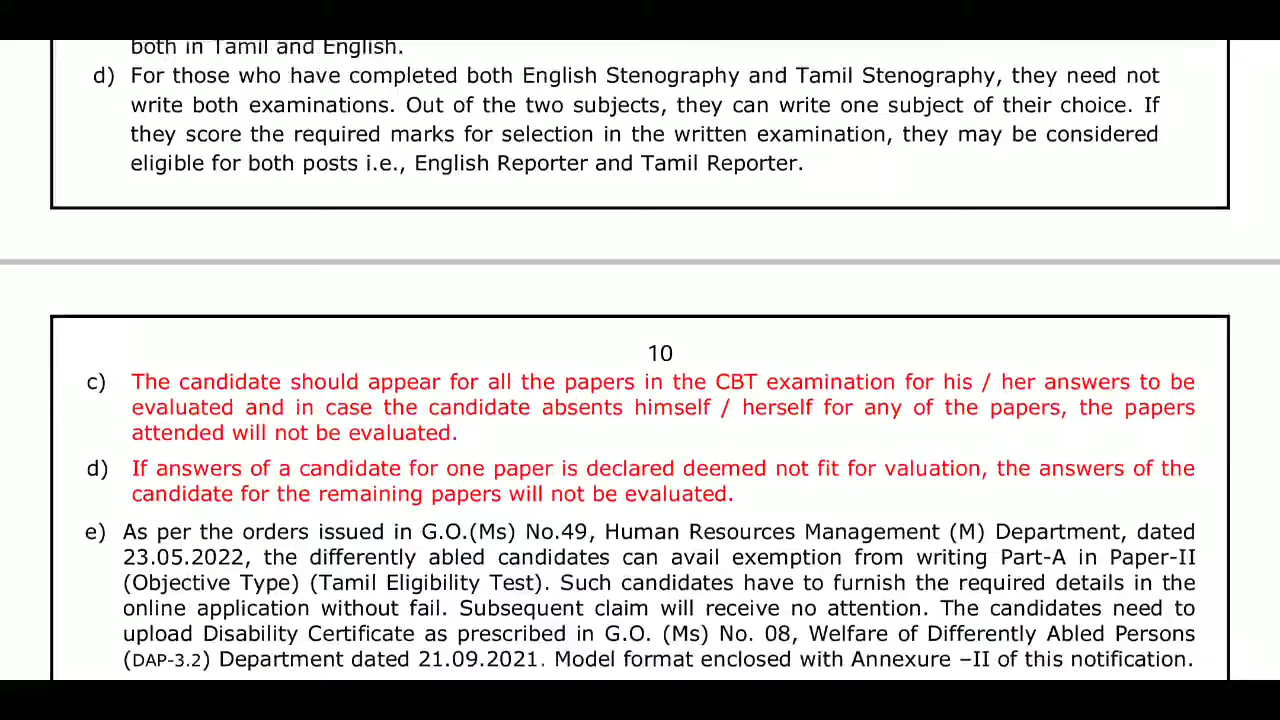 both in Tamil and English.
d) For those who have completed both English Stenography and Tamil Stenography, they need not
write both examinations. Out of the two subjects, they can write one subject of their choice. If
they score the required marks for selection in the written examination, they may be considered
eligible for both posts i.e., English Reporter and Tamil Reporter.
10
c) The candidate should appear for all the papers in the CBT examination for his / her answers to be
evaluated and in case the candidate absents himself / herself for any of the papers, the papers
attended will not be evaluated.
d) If answers of a candidate for one paper is declared deemed not fit for valuation, the answers of the
candidate for the remaining papers will not be evaluated.
e) As per the orders issued in G.O.(Ms) No.49, Human Resources Management (M) Department, dated
23.05.2022, the differently abled candidates can avail exemption from writing Part-A in Paper-II
(Objective Type) (Tamil Eligibility Test). Such candidates have to furnish the required details in the
online application without fail. Subsequent claim will receive no attention. The candidates need to
upload Disability Certificate as prescribed in G.O. (Ms) No. 08, Welfare of Differently Abled Persons
(DAP-3.2) Department dated 21.09.2021. Model format enclosed with Annexure –II of this notification.